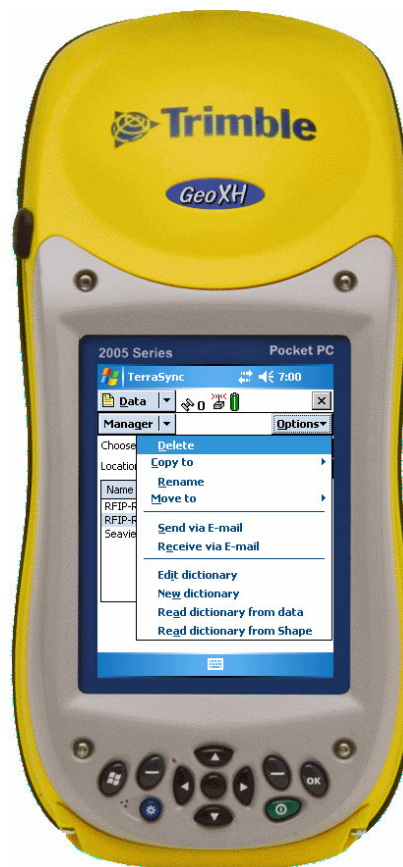 Trimble
GeoXH
2005 Series Pocket PC
TerraSync 7:00
Data 0 X
Manager Options
Choose
Delete
Locatio
Copy to
Name
Rename
Move to
RFIP-R
RFIP-R
Send via E-mail
Seavie
Receive via E-mail
Edit dictionary
New dictionary
Read dictionary from data
Read dictionary from Shape
OK